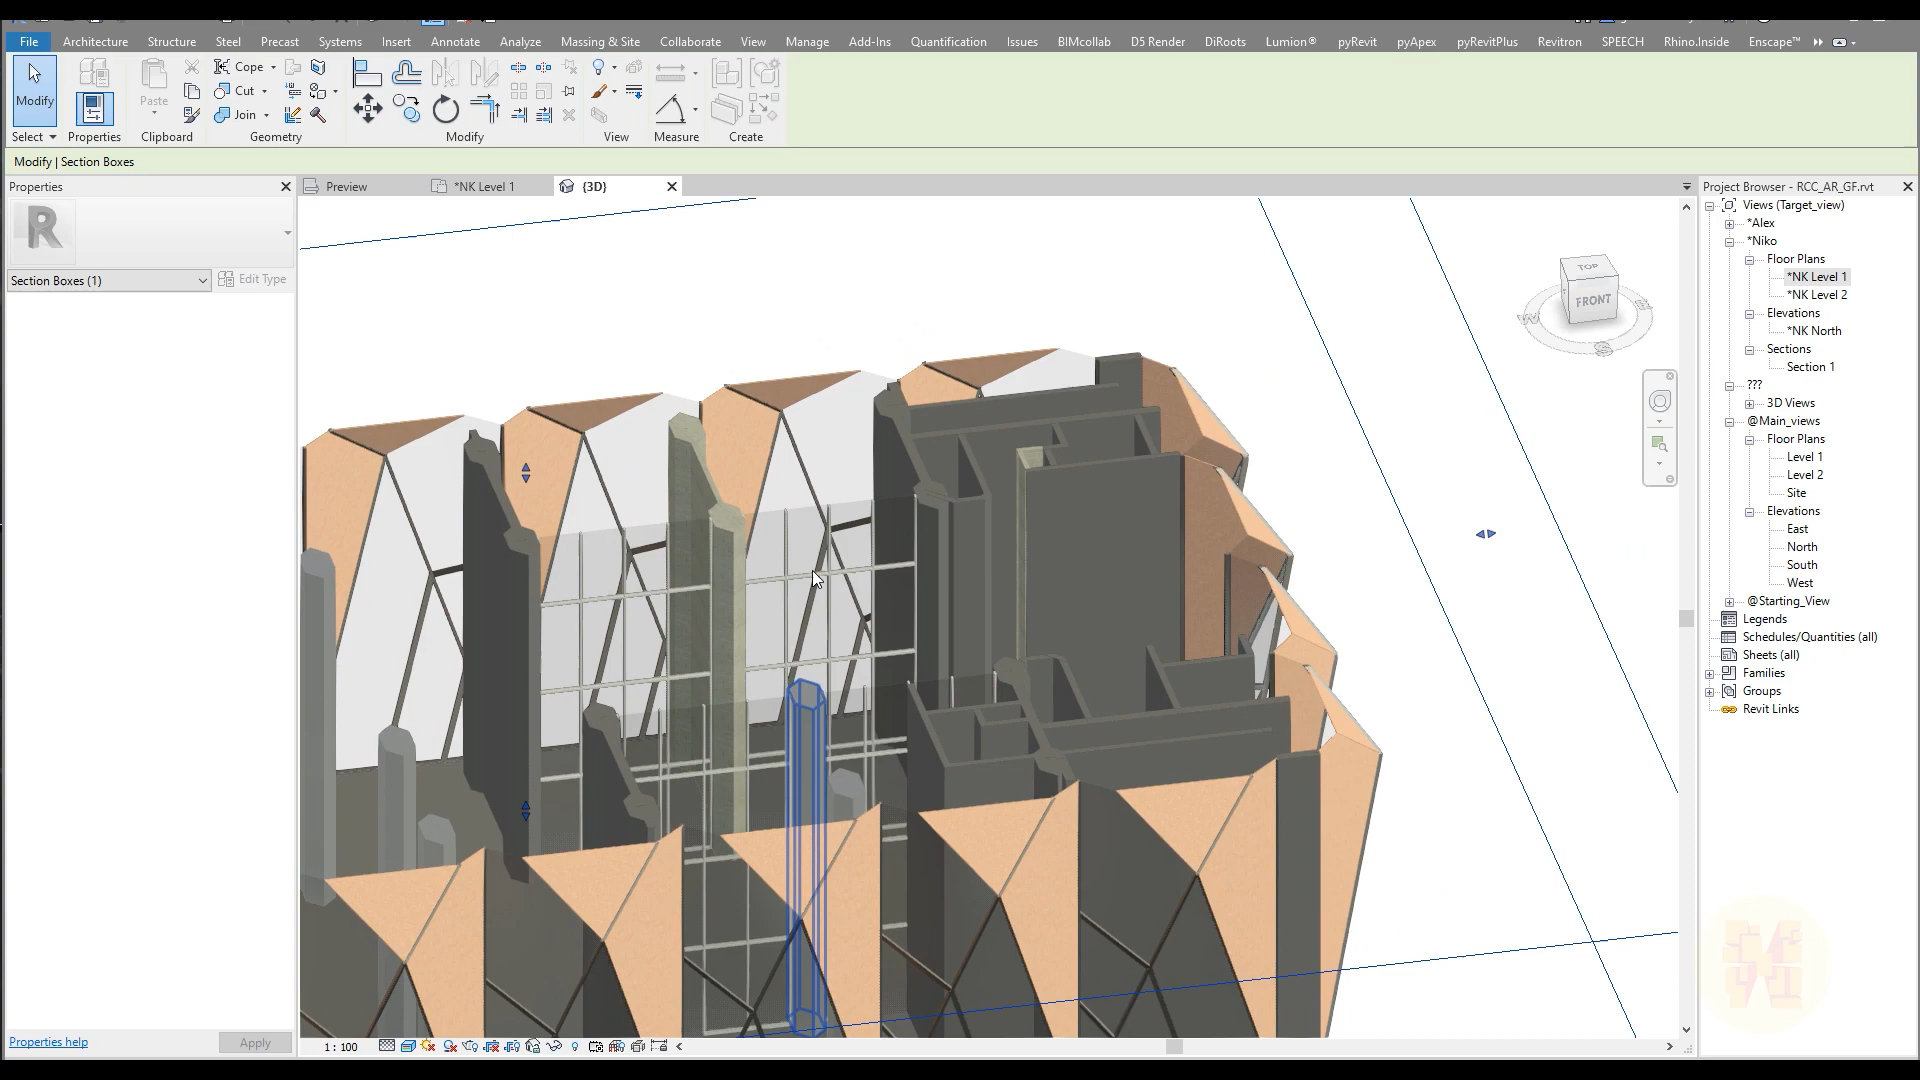 File Architecture Structure Steel Precast Systems Insert Annotate Analyze Massing & Site Collaborate View Manage Add-Ins Quantification Issues BIMcollab D5 Render DiRoots Lumion® pyRevit pyApex pyRevitPlus Revitron SPEECH Rhino.Inside Enscape™
Modify
Paste
Cope
Cut
Join
Select Properties Clipboard Geometry Modify View Measure Create
Modify | Section Boxes
Properties
R
Section Boxes (1)
Edit Type
Properties help
Apply
Preview
*NK Level 1
{3D}
TOP
FRONT
W
S
E
1 : 100
Project Browser - RCC_AR_GF.rvt
Views (Target_view)
*Alex
*Niko
Floor Plans
*NK Level 1
*NK Level 2
Elevations
*NK North
Sections
Section 1
???
3D Views
@Main_views
Floor Plans
Level 1
Level 2
Site
Elevations
East
North
South
West
@Starting_View
Legends
Schedules/Quantities (all)
Sheets (all)
Families
Groups
Revit Links